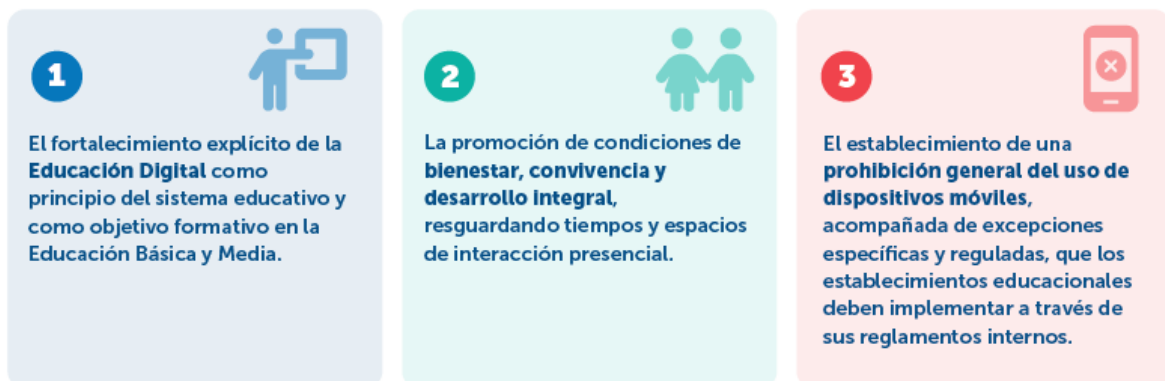 1
El fortalecimiento explícito de la
Educación Digital como
principio del sistema educativo y
como objetivo formativo en la
Educación Básica y Media.
2
La promoción de condiciones de
bienestar, convivencia y
desarrollo integral,
resguardando tiempos y espacios
de interacción presencial.
3
El establecimiento de una
prohibición general del uso de
dispositivos móviles,
acompañada de excepciones
específicas y reguladas, que los
establecimientos educacionales
deben implementar a través de
sus reglamentos internos.